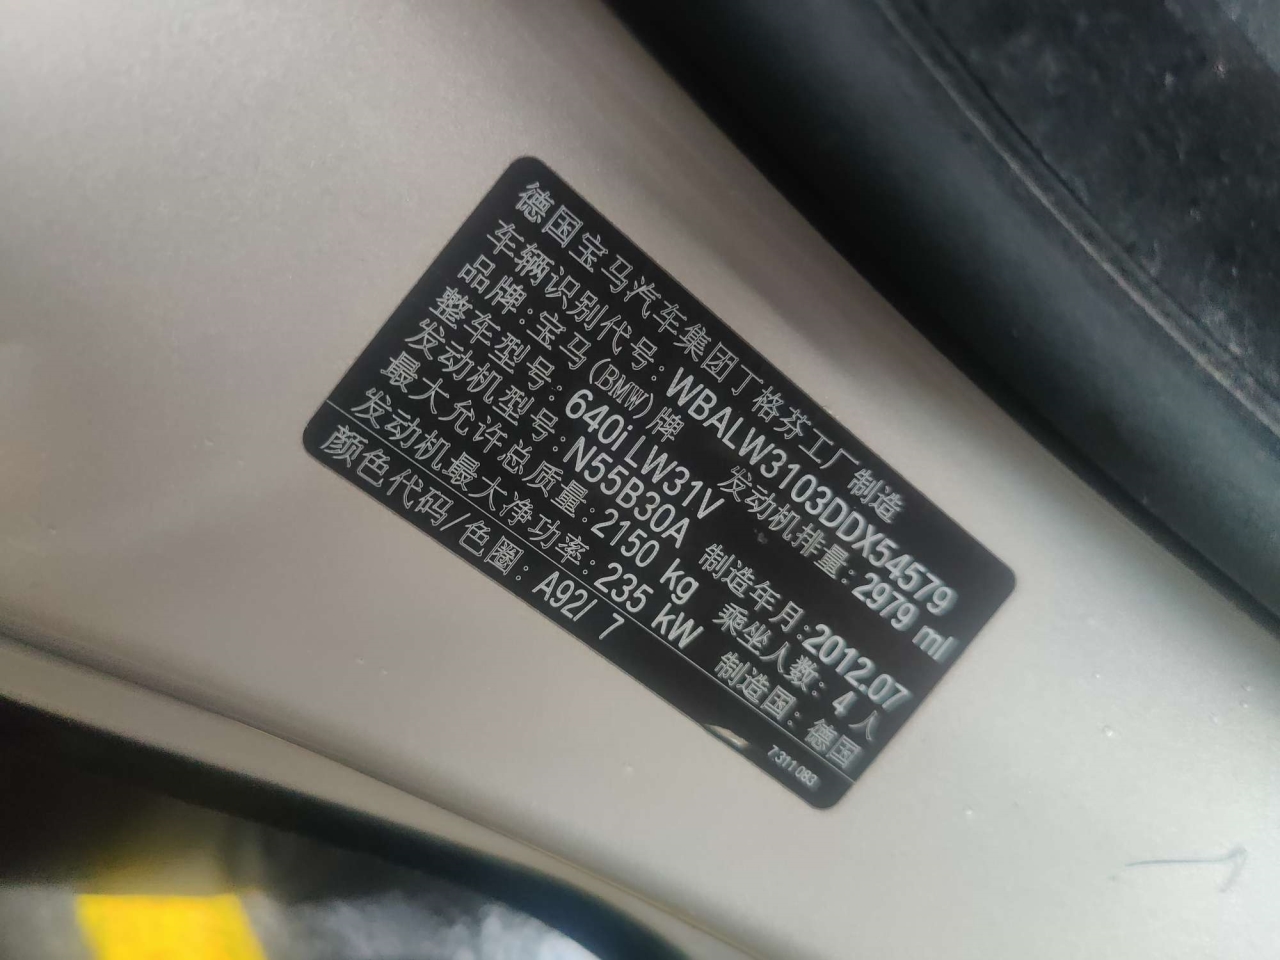 德国宝马汽车集团丁格芬工厂制造
车辆识别代号: WBALW3103DDX54579
品牌:宝马(BMW)牌 发动机排量: 2979 ml
整车型号: 640i LW31V
发动机型号: N55B30A 制造年月:2012.07
最大允许总质量: 2150 kg 乘坐人数: 4 人
发动机最大净功率: 235 kW 制造国: 德国
颜色代码/色圈: A92/ 7
7311083